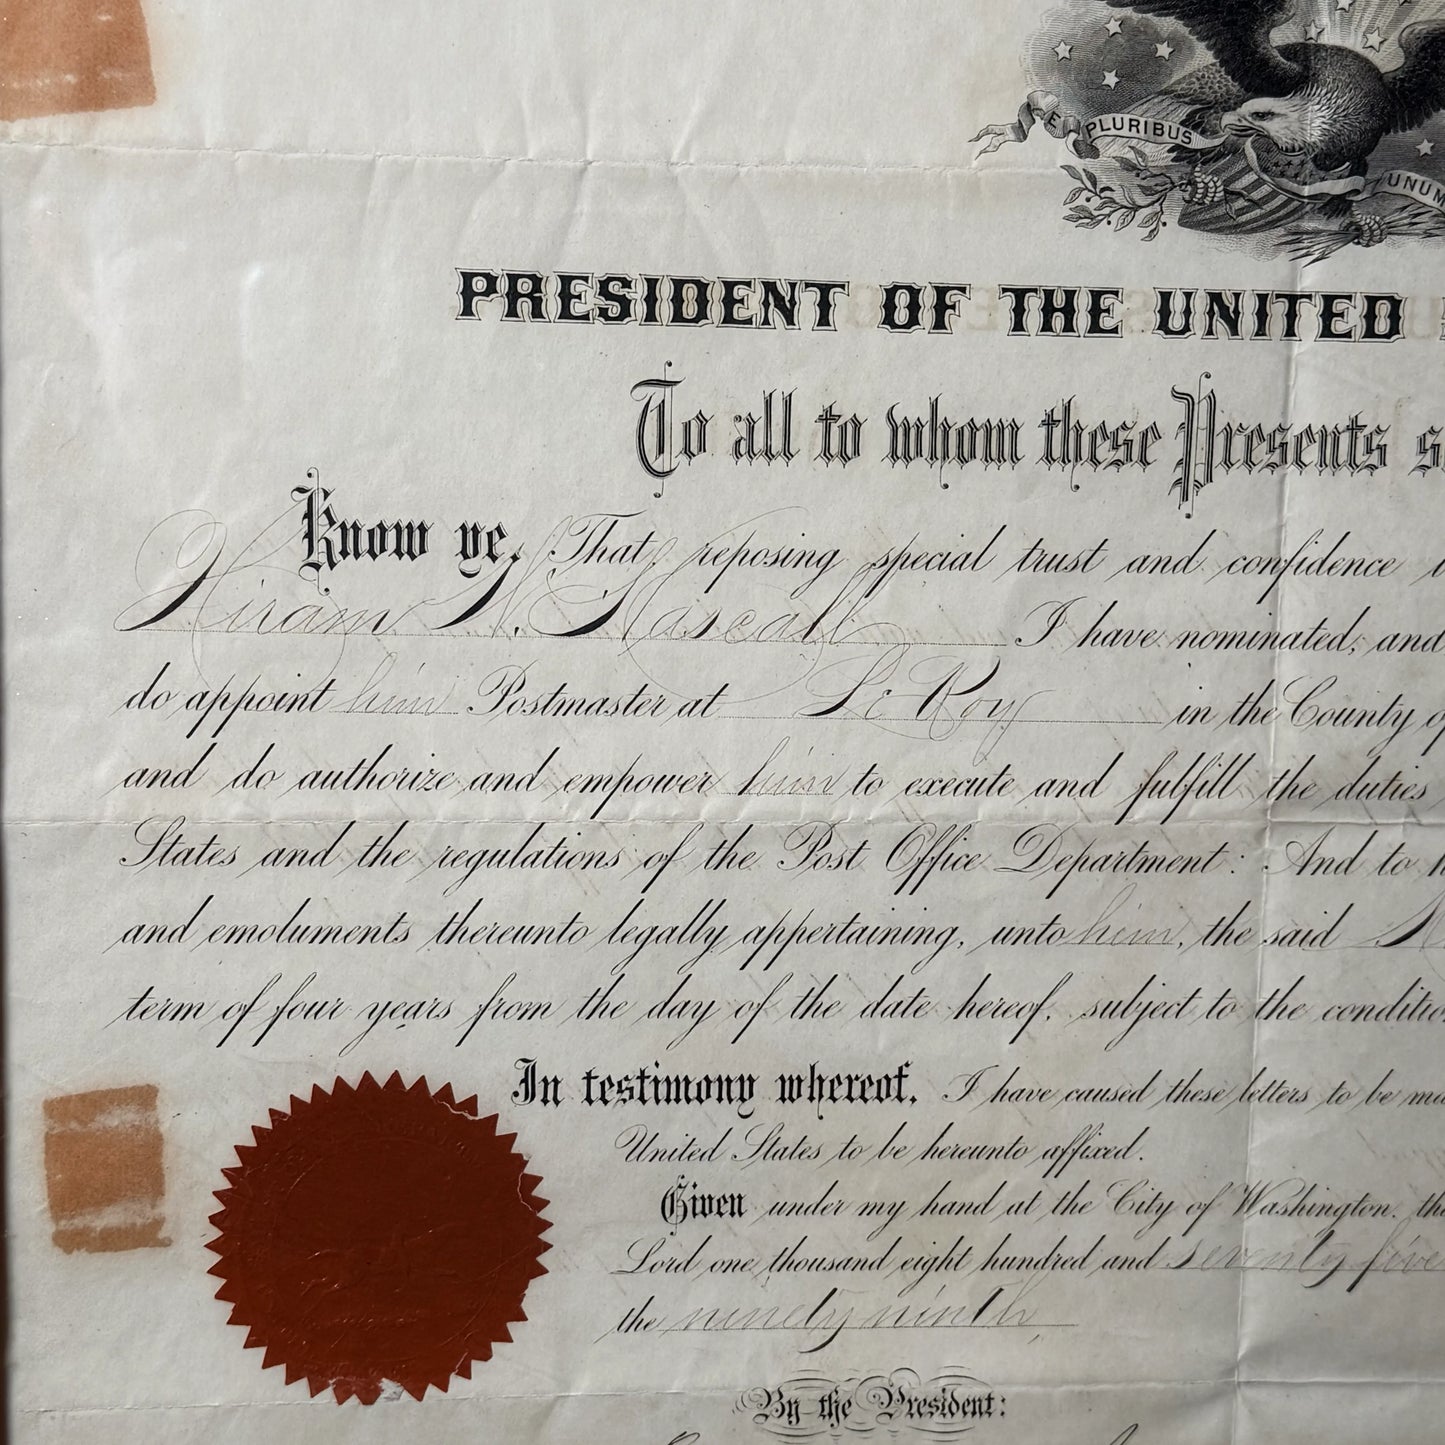 E PLURIBUS UNUM
PRESIDENT OF THE UNITED
To all to whom these Presents s
Know ye, That, reposing special trust and confidence i
Hiram W. Hascall I have nominated, and
do appoint him Postmaster at Le Roy in the County of
and do authorize and empower him to execute and fulfill the duties
States and the regulations of the Post Office Department: And to h
and emoluments thereunto legally appertaining, unto him, the said H
term of four years from the day of the date hereof, subject to the conditio
In testimony whereof, I have caused these letters to be ma
United States to be hereunto affixed.
Given under my hand at the City of Washington, the
Lord one thousand eight hundred and seventy five
the ninety ninth
By the President: